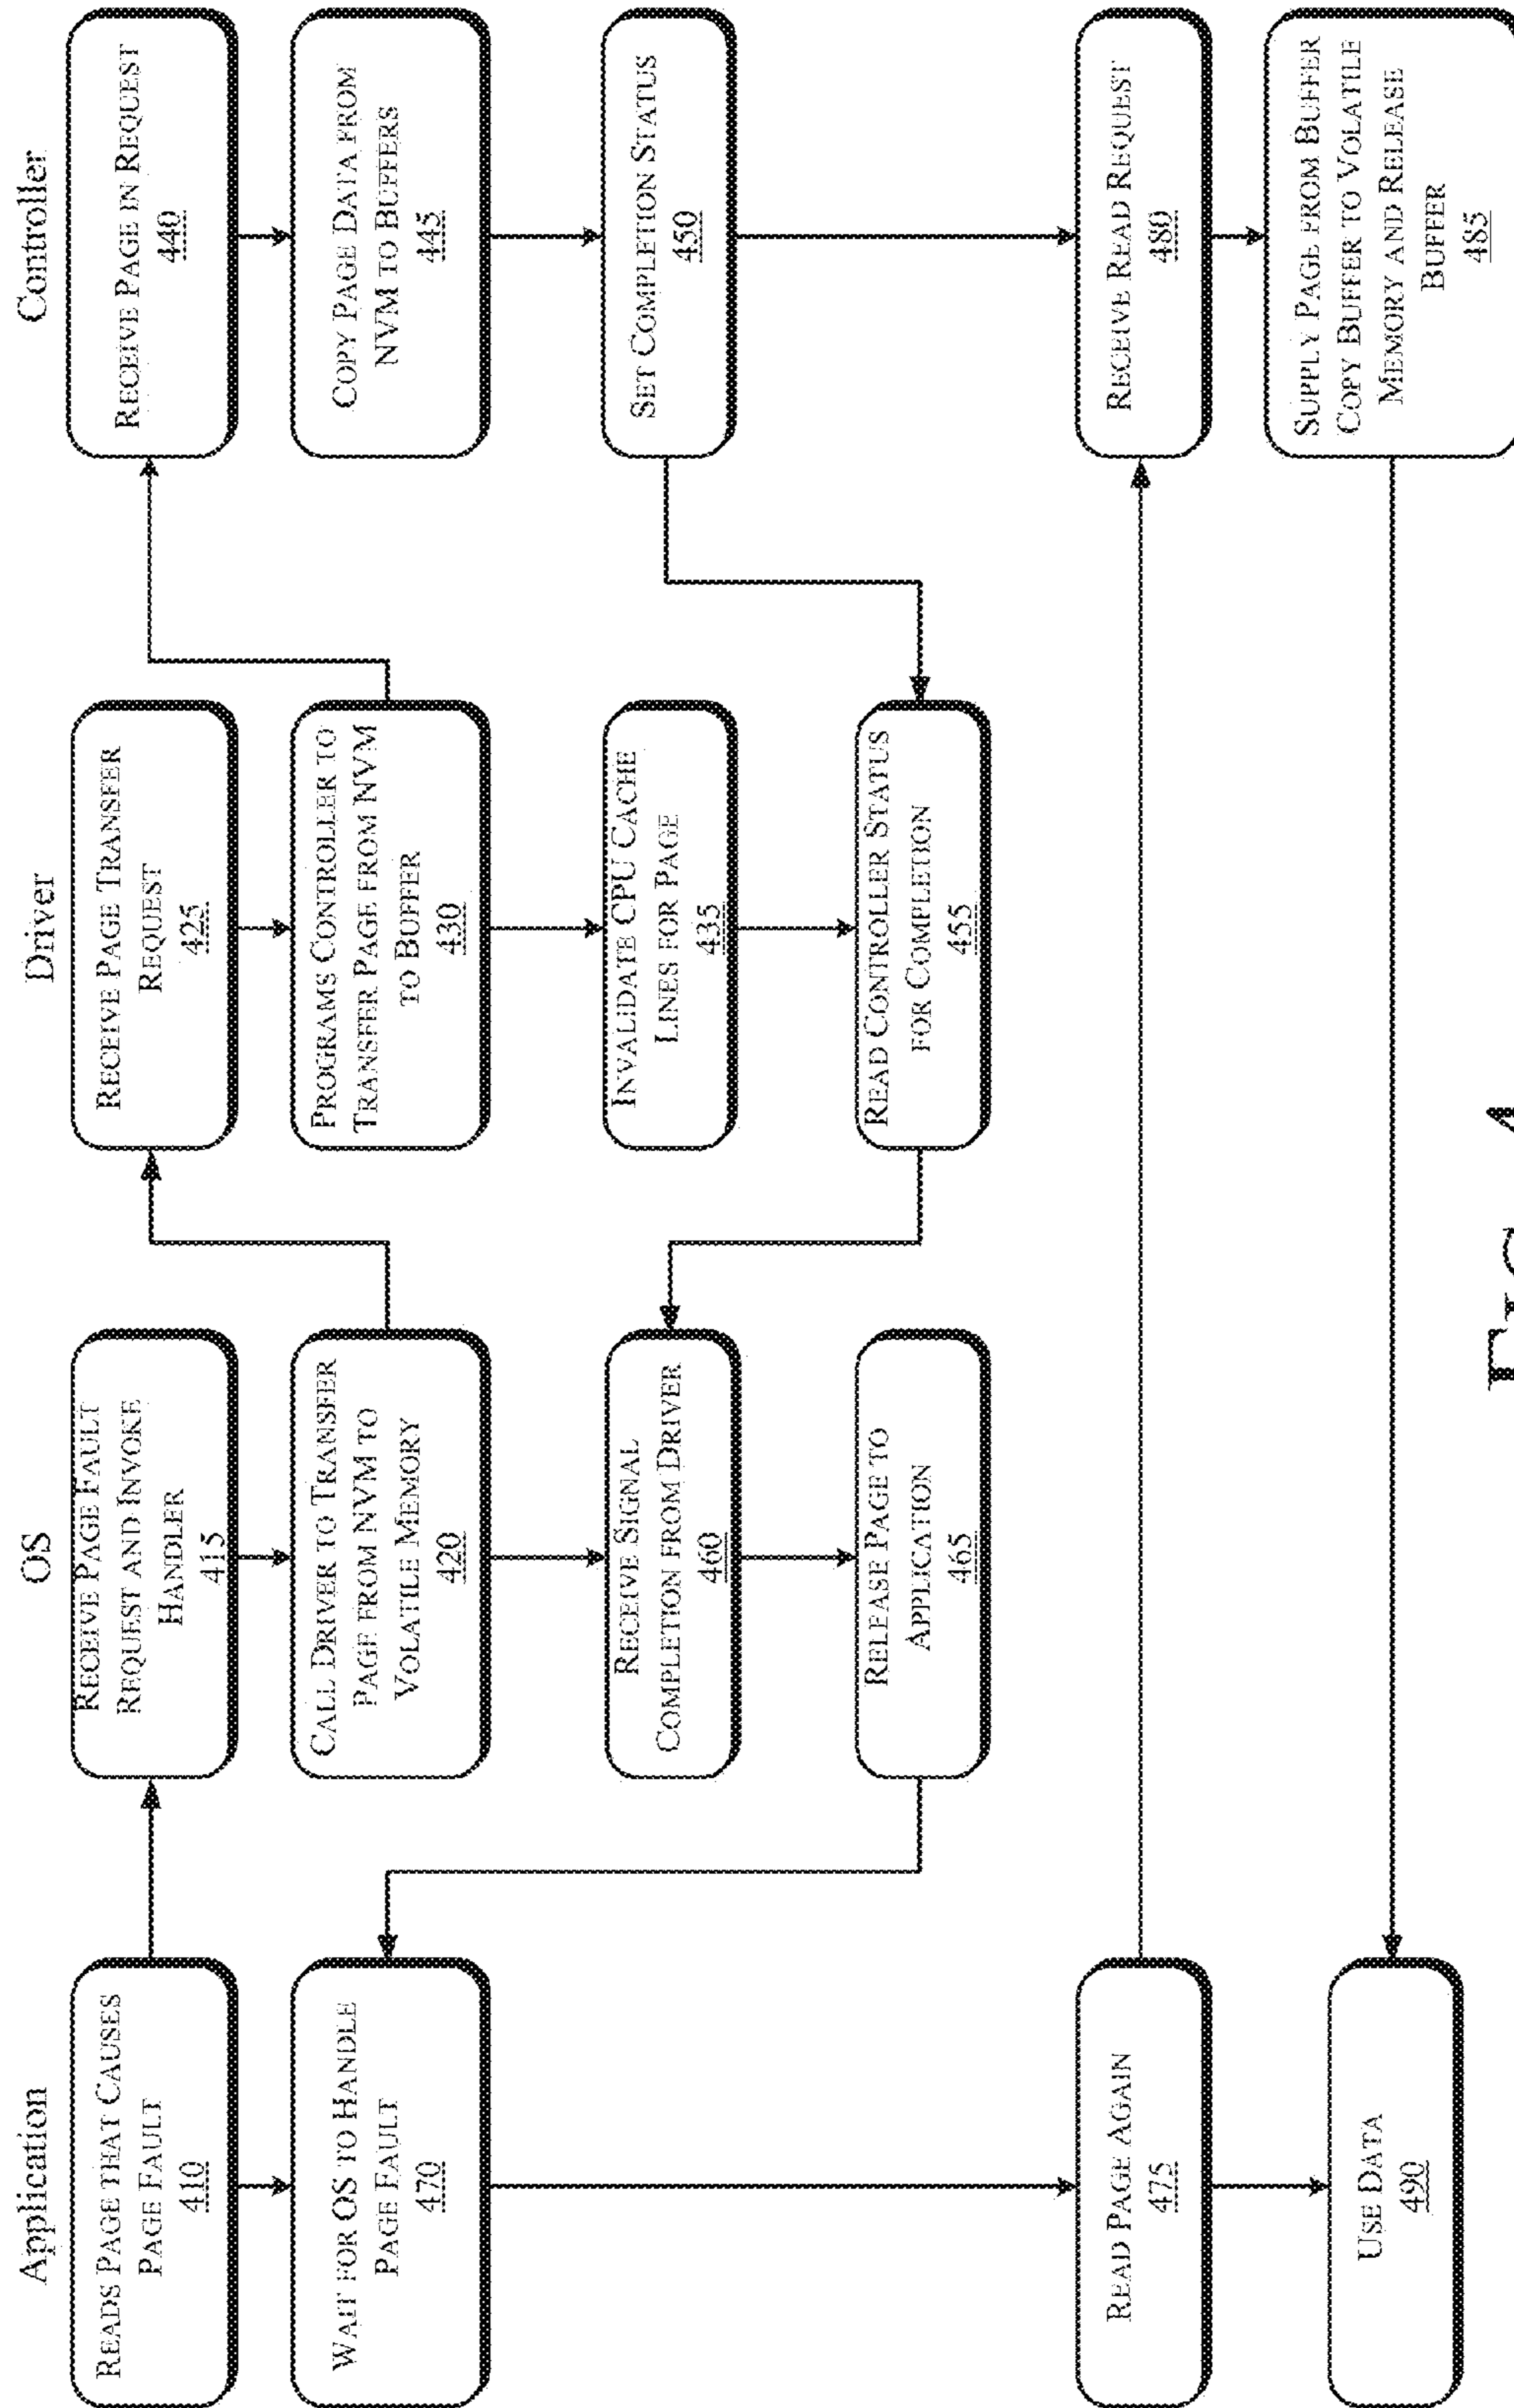 Application
READS PAGE THAT CAUSES
PAGE FAULT
410
WAIT FOR OS TO HANDLE
PAGE FAULT
470
READ PAGE AGAIN
475
USE DATA
490
OS
RECEIVE PAGE FAULT
REQUEST AND INVOKE
HANDLER
415
CALL DRIVER TO TRANSFER
PAGE FROM NVM TO
VOLATILE MEMORY
420
RECEIVE SIGNAL
COMPLETION FROM DRIVER
460
RELEASE PAGE TO
APPLICATION
465
Driver
RECEIVE PAGE TRANSFER
REQUEST
425
PROGRAMS CONTROLLER TO
TRANSFER PAGE FROM NVM
TO BUFFER
430
INVALIDATE CPU CACHE
LINES FOR PAGE
435
READ CONTROLLER STATUS
FOR COMPLETION
455
Controller
RECEIVE PAGE IN REQUEST
440
COPY PAGE DATA FROM
NVM TO BUFFERS
445
SET COMPLETION STATUS
450
RECEIVE READ REQUEST
480
SUPPLY PAGE FROM BUFFER
COPY BUFFER TO VOLATILE
MEMORY AND RELEASE
BUFFER
485
FIG. 4